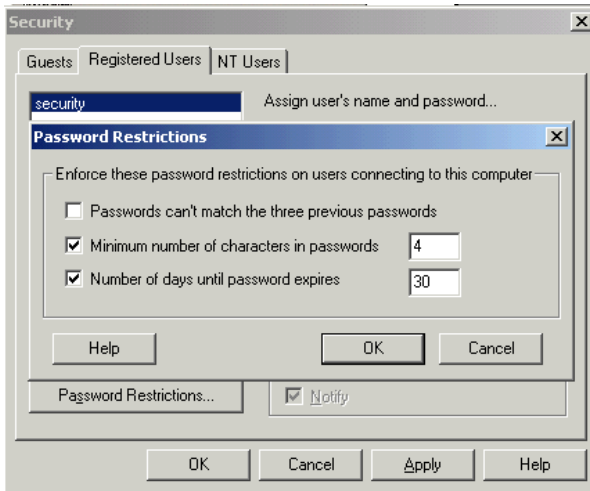 Security
Guests Registered Users NT Users
security Assign user's name and password...
Password Restrictions
Enforce these password restrictions on users connecting to this computer
Passwords can't match the three previous passwords
Minimum number of characters in passwords 4
Number of days until password expires 30
Help OK Cancel
Password Restrictions... Notify
OK Cancel Apply Help